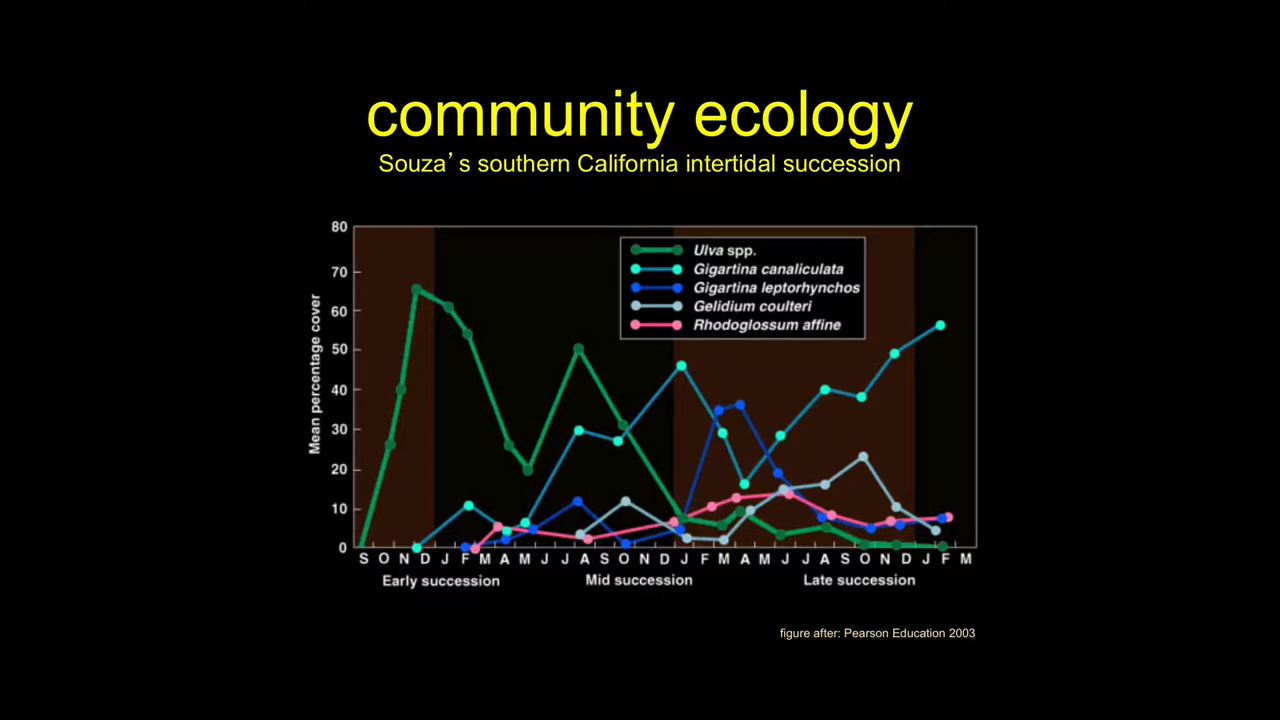 community ecology
Souza’s southern California intertidal succession
80
70
60
50
40
30
20
10
0
Mean percentage cover
Ulva spp.
Gigartina canaliculata
Gigartina leptorhynchos
Gelidium coulteri
Rhodoglossum affine
S O N D J F M A M J J A S O N D J F M A M J J A S O N D J F M
Early succession Mid succession Late succession
figure after: Pearson Education 2003